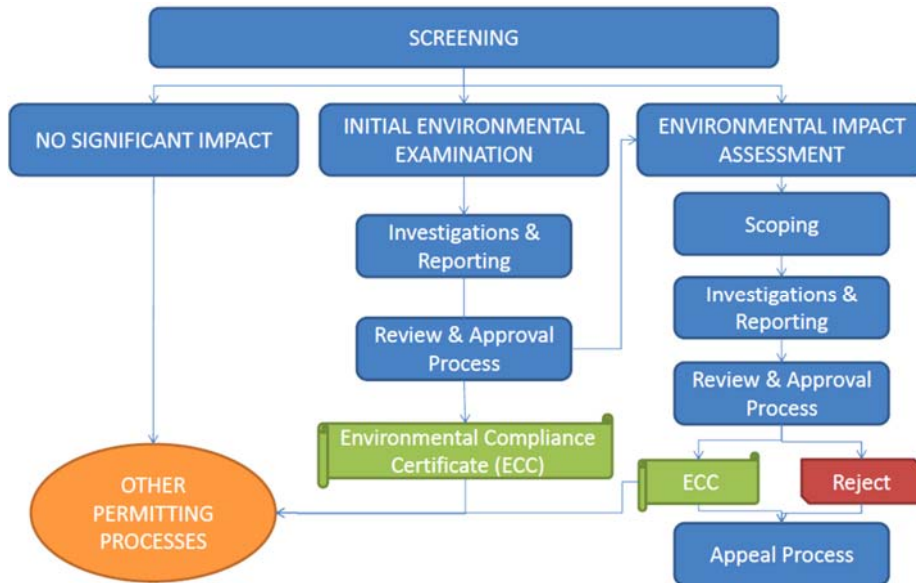 SCREENING
NO SIGNIFICANT IMPACT
INITIAL ENVIRONMENTAL
EXAMINATION
ENVIRONMENTAL IMPACT
ASSESSMENT
Investigations &
Reporting
Scoping
Investigations &
Reporting
Review & Approval
Process
Review & Approval
Process
Environmental Compliance
Certificate (ECC)
ECC
Reject
OTHER
PERMITTING
PROCESSES
Appeal Process